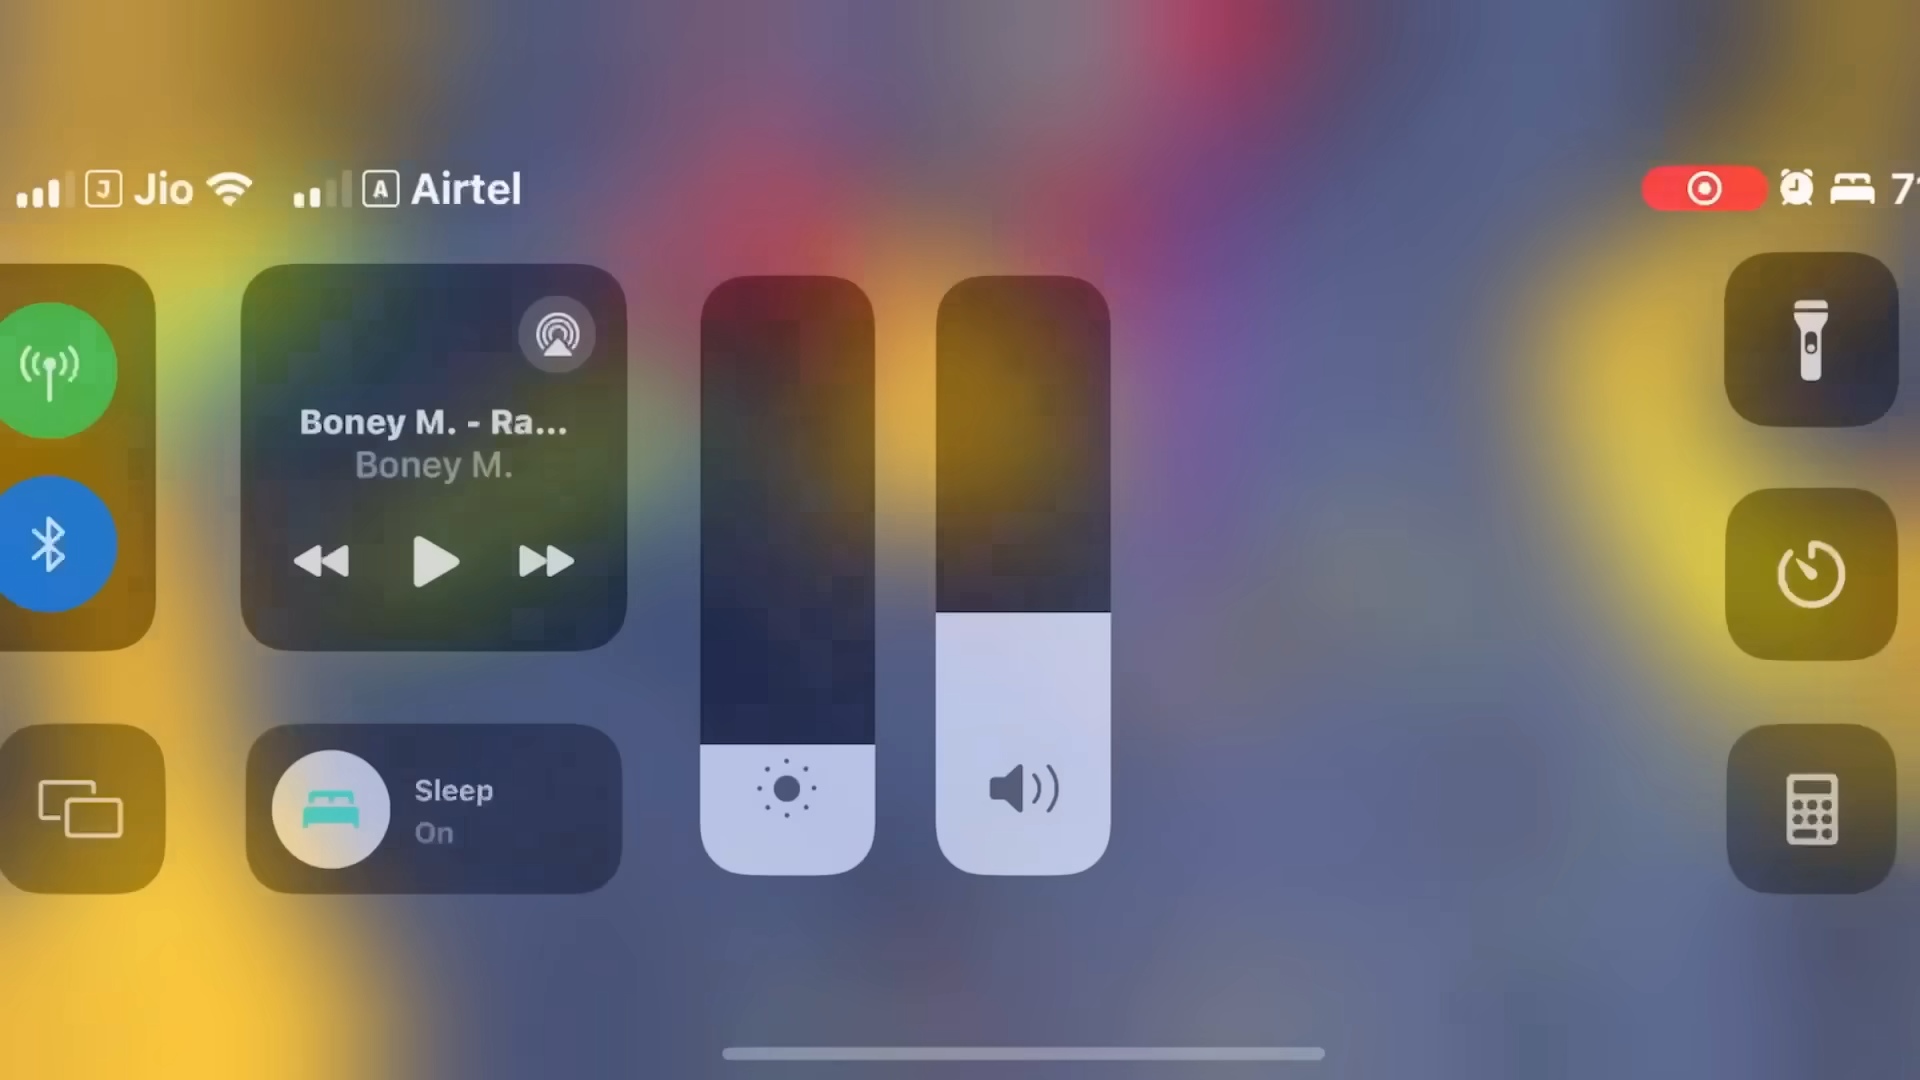 J Jio A Airtel
Boney M. - Ra...
Boney M.
Sleep
On